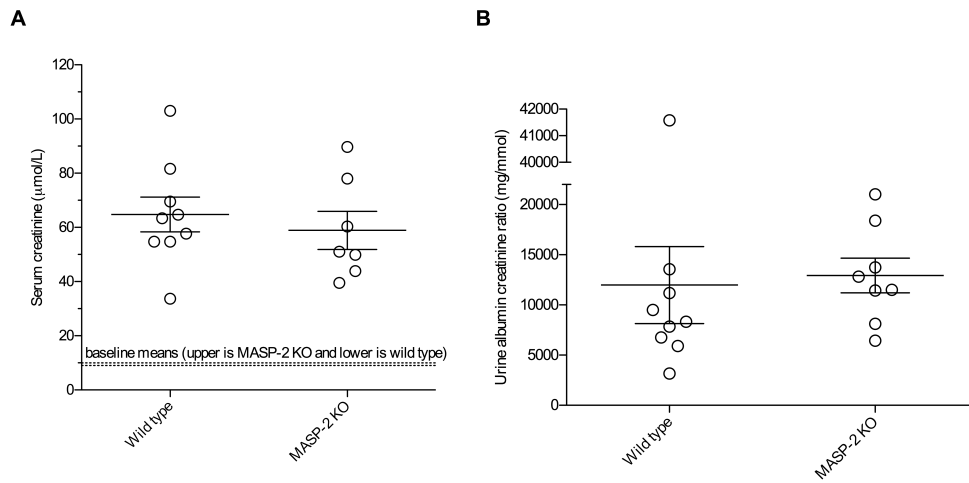 A
B
Serum creatinine (μmol/L)
120
100
80
60
40
20
0
baseline means (upper is MASP-2 KO and lower is wild type)
Wild type
MASP-2 KO
Urine albumin creatinine ratio (mg/mmol)
42000
41000
40000
20000
15000
10000
5000
0
Wild type
MASP-2 KO